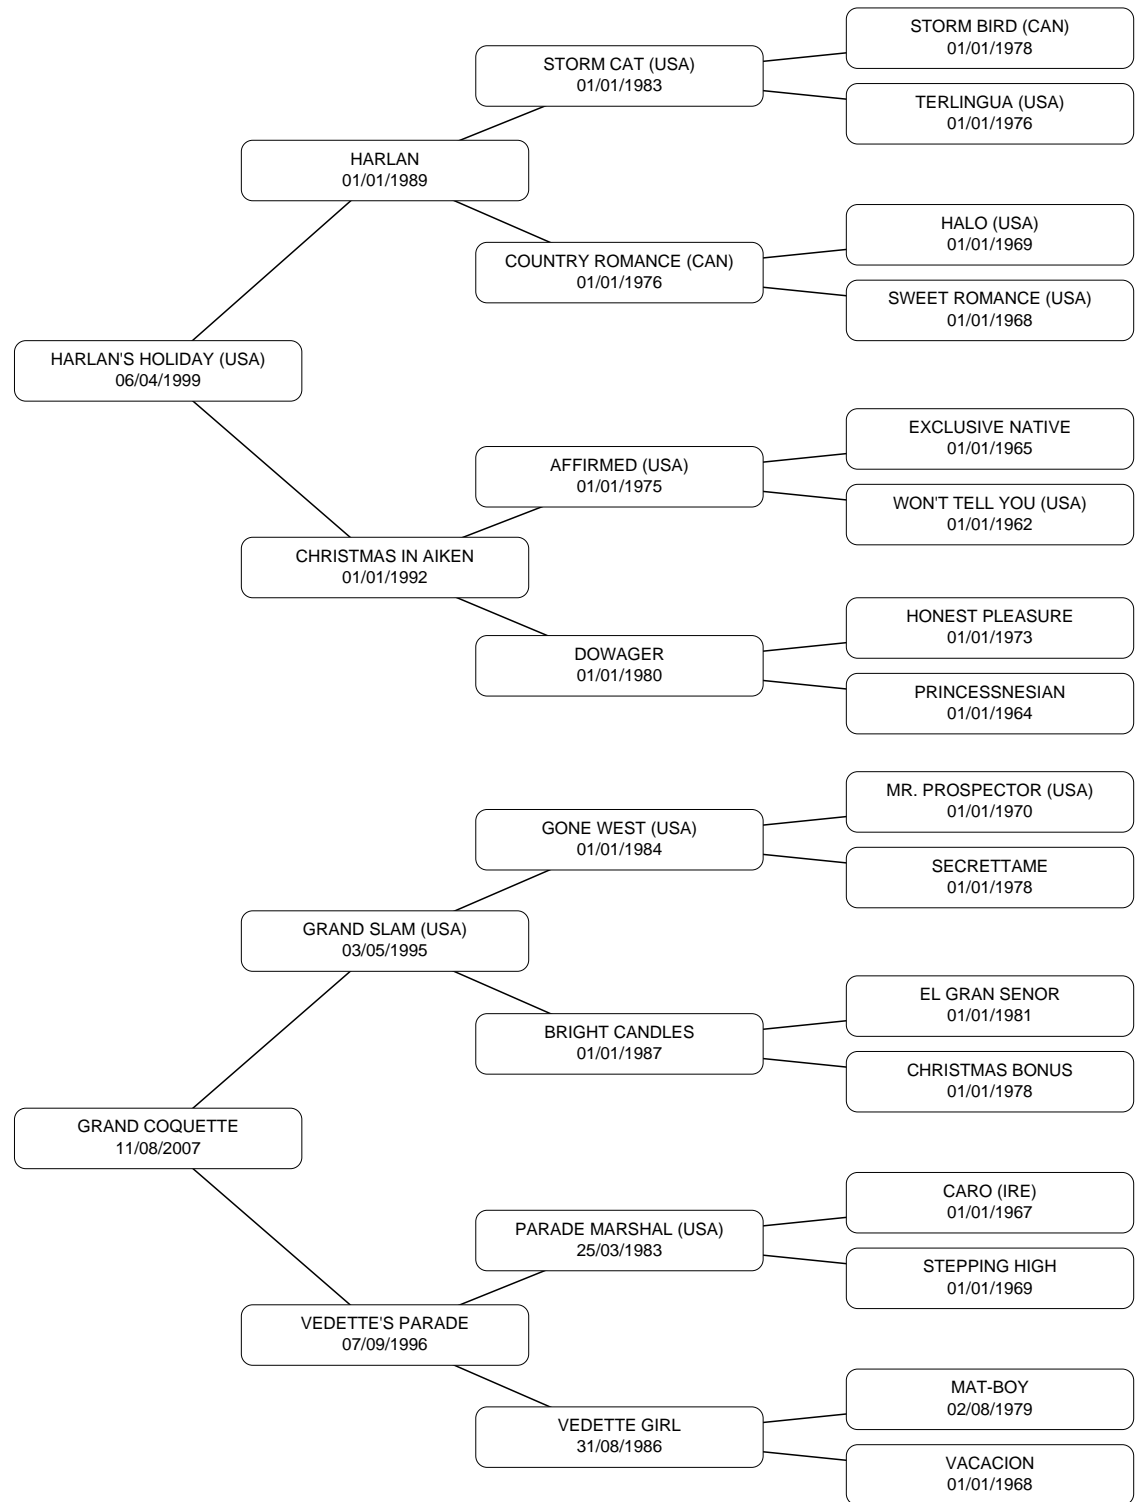 STORM BIRD (CAN)
01/01/1978
STORM CAT (USA)
01/01/1983
TERLINGUA (USA)
01/01/1976
HARLAN
01/01/1989
HALO (USA)
01/01/1969
COUNTRY ROMANCE (CAN)
01/01/1976
SWEET ROMANCE (USA)
01/01/1968
HARLAN'S HOLIDAY (USA)
06/04/1999
EXCLUSIVE NATIVE
01/01/1965
AFFIRMED (USA)
01/01/1975
WON'T TELL YOU (USA)
01/01/1962
CHRISTMAS IN AIKEN
01/01/1992
HONEST PLEASURE
01/01/1973
DOWAGER
01/01/1980
PRINCESSNESIAN
01/01/1964
MR. PROSPECTOR (USA)
01/01/1970
GONE WEST (USA)
01/01/1984
SECRETTAME
01/01/1978
GRAND SLAM (USA)
03/05/1995
EL GRAN SENOR
01/01/1981
BRIGHT CANDLES
01/01/1987
CHRISTMAS BONUS
01/01/1978
GRAND COQUETTE
11/08/2007
CARO (IRE)
01/01/1967
PARADE MARSHAL (USA)
25/03/1983
STEPPING HIGH
01/01/1969
VEDETTE'S PARADE
07/09/1996
MAT-BOY
02/08/1979
VEDETTE GIRL
31/08/1986
VACACION
01/01/1968